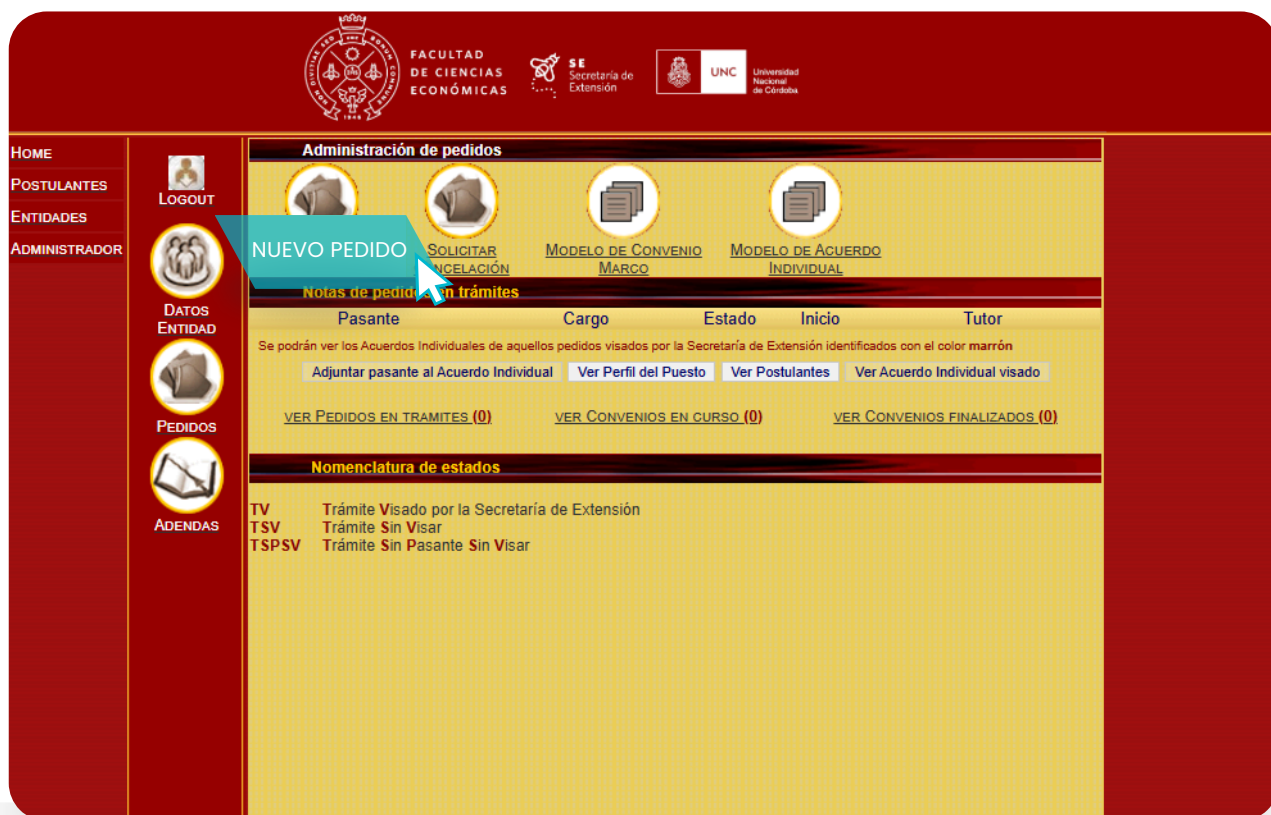 FACULTAD
DE CIENCIAS
ECONÓMICAS
SE
Secretaría de
Extensión
UNC
Universidad
Nacional
de Córdoba
HOME
POSTULANTES
ENTIDADES
ADMINISTRADOR
LOGOUT
DATOS
ENTIDAD
PEDIDOS
ADENDAS
Administración de pedidos
NUEVO PEDIDO
SOLICITAR
MODELO DE CONVENIO
MARCO
MODELO DE ACUERDO
INDIVIDUAL
Notas de pedidos en trámites
Pasante Cargo Estado Inicio Tutor
Se podrán ver los Acuerdos Individuales de aquellos pedidos visados por la Secretaría de Extensión identificados con el color marrón
Adjuntar pasante al Acuerdo Individual Ver Perfil del Puesto Ver Postulantes Ver Acuerdo Individual visado
VER PEDIDOS EN TRAMITES (0) VER CONVENIOS EN CURSO (0) VER CONVENIOS FINALIZADOS (0)
Nomenclatura de estados
TV Trámite Visado por la Secretaría de Extensión
TSV Trámite Sin Visar
TSPSV Trámite Sin Pasante Sin Visar